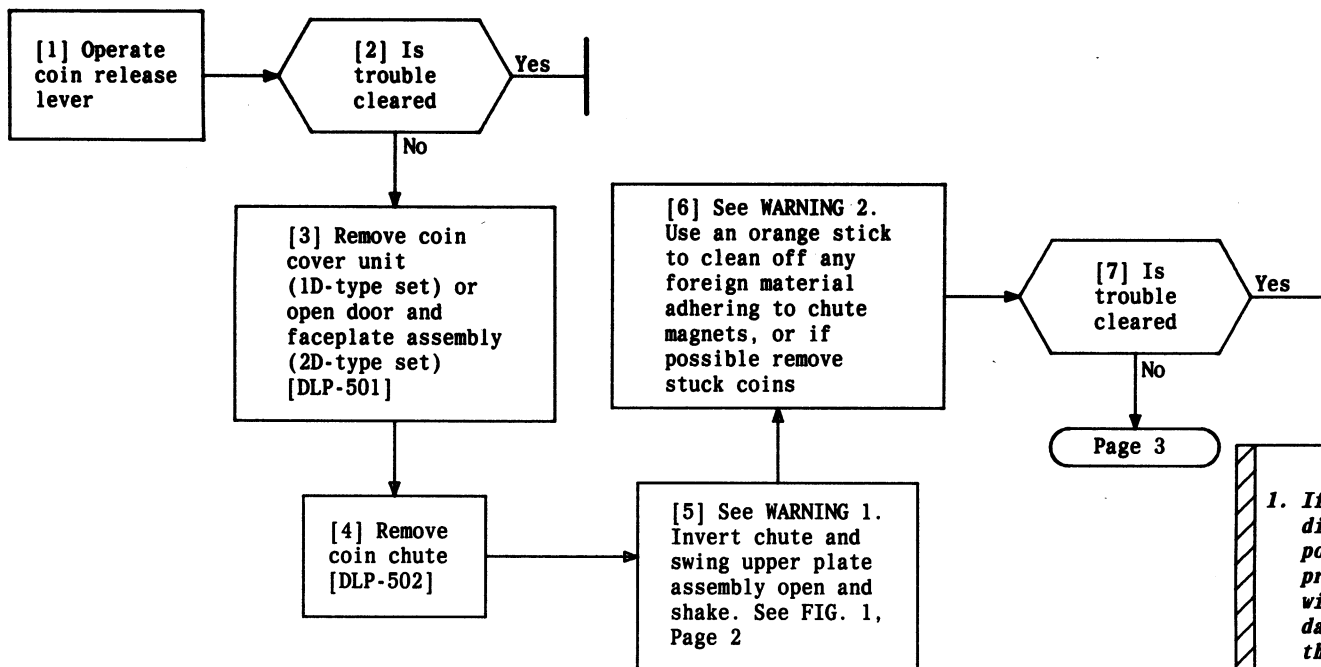 [1] Operate
coin release
lever
[2] Is
trouble
cleared
Yes
No
[3] Remove coin
cover unit
(1D-type set) or
open door and
faceplate assembly
(2D-type set)
[DLP-501]
[4] Remove
coin chute
[DLP-502]
[5] See WARNING 1.
Invert chute and
swing upper plate
assembly open and
shake. See FIG. 1,
Page 2
[6] See WARNING 2.
Use an orange stick
to clean off any
foreign material
adhering to chute
magnets, or if
possible remove
stuck coins
[7] Is
trouble
cleared
Yes
No
Page 3
1. If
di
po
pr
wi
da
th